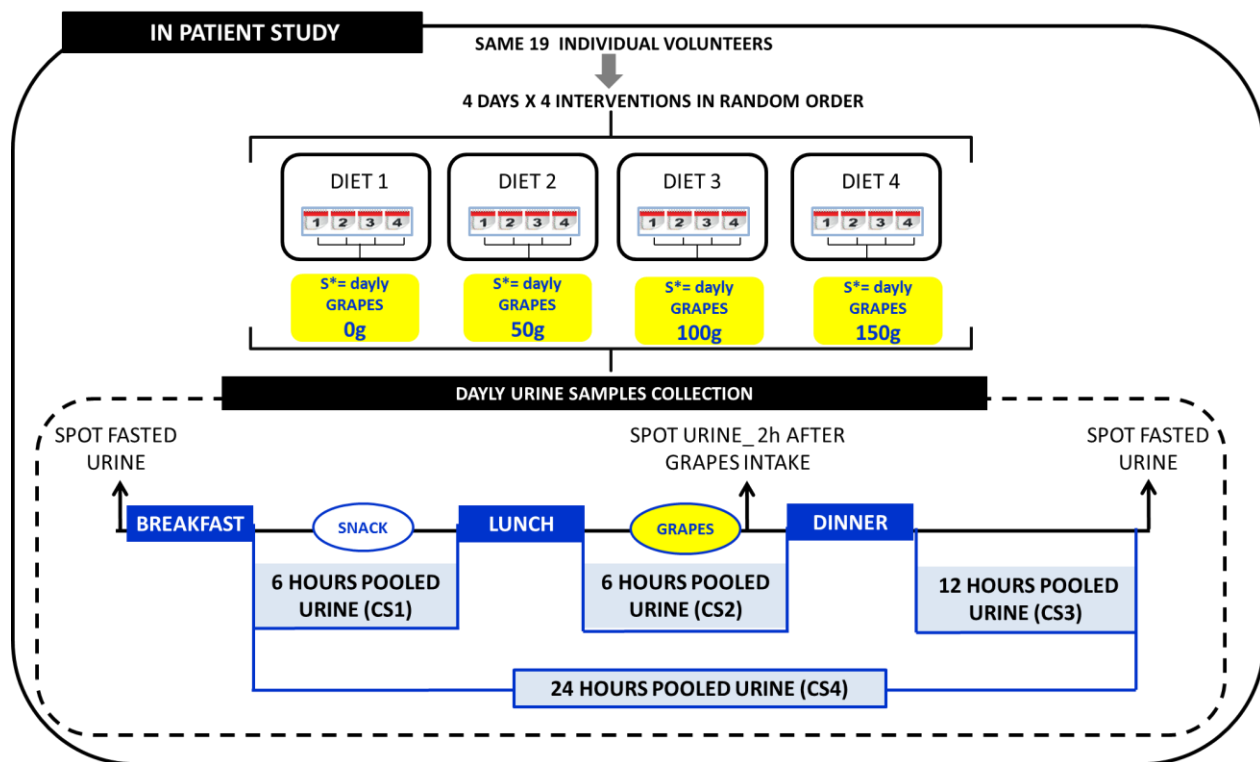 IN PATIENT STUDY
SAME 19 INDIVIDUAL VOLUNTEERS
4 DAYS X 4 INTERVENTIONS IN RANDOM ORDER
DIET 1
1 2 3 4
S*= dayly
GRAPES
0g
DIET 2
1 2 3 4
S*= dayly
GRAPES
50g
DIET 3
1 2 3 4
S*= dayly
GRAPES
100g
DIET 4
1 2 3 4
S*= dayly
GRAPES
150g
DAYLY URINE SAMPLES COLLECTION
SPOT FASTED
URINE
SPOT URINE_ 2h AFTER
GRAPES INTAKE
SPOT FASTED
URINE
BREAKFAST
SNACK
LUNCH
GRAPES
DINNER
6 HOURS POOLED
URINE (CS1)
6 HOURS POOLED
URINE (CS2)
12 HOURS POOLED
URINE (CS3)
24 HOURS POOLED URINE (CS4)